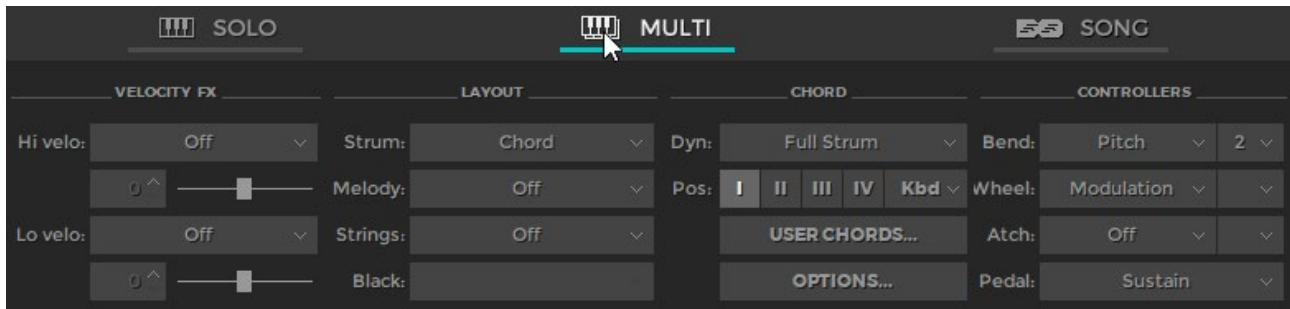 SOLO MULTI SONG
VELOCITY FX LAYOUT CHORD CONTROLLERS
Hi velo: Off Strum: Chord Dyn: Full Strum Bend: Pitch 2
0 Melody: Off Pos: I II III IV Kbd Wheel: Modulation
Lo velo: Off Strings: Off USER CHORDS... Atch: Off
0 Black: OPTIONS... Pedal: Sustain